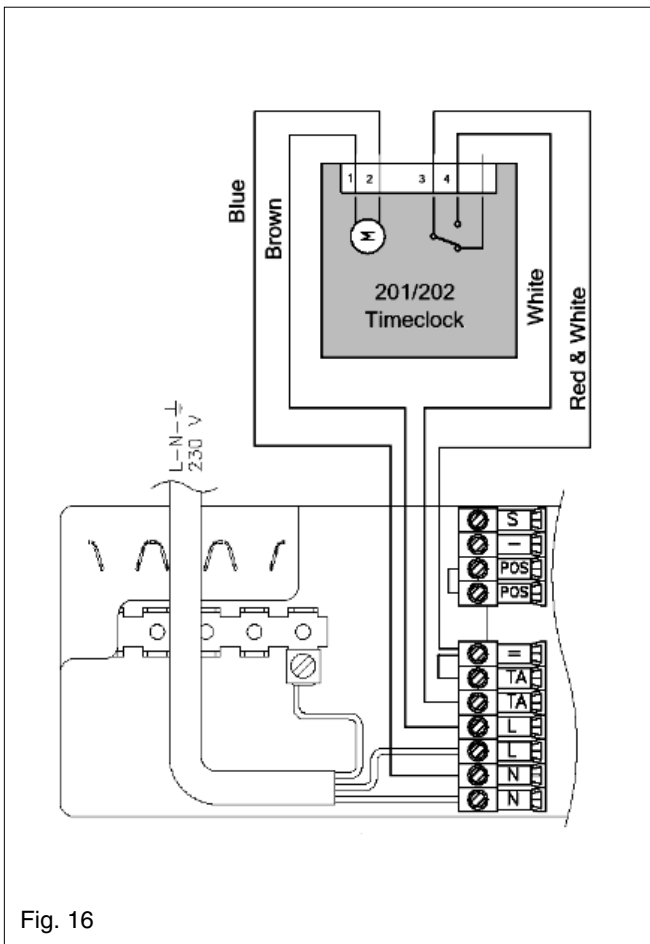 1 2 3 4
M
201/202
Timeclock
Blue
Brown
White
Red & White
L-N-⏚
230 V
S
–
POS
POS
=
TA
TA
L
L
N
N
Fig. 16